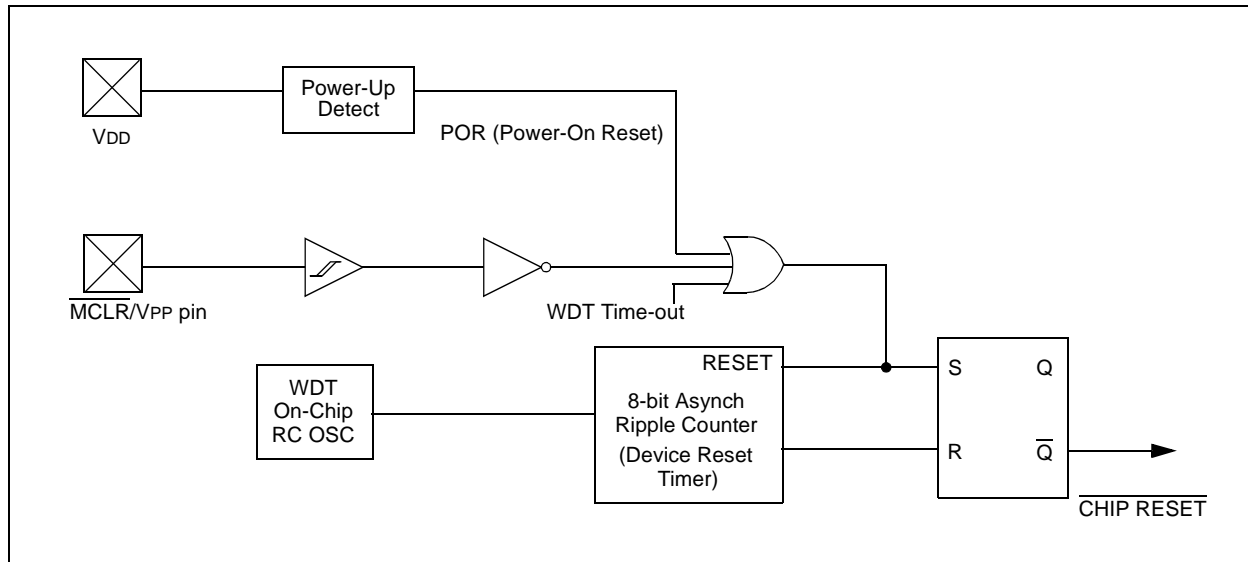 Power-Up
Detect
VDD
POR (Power-On Reset)
MCLR/VPP pin
WDT Time-out
WDT
On-Chip
RC OSC
RESET
8-bit Asynch
Ripple Counter
(Device Reset
Timer)
S Q
R Q̅
CHIP RESET